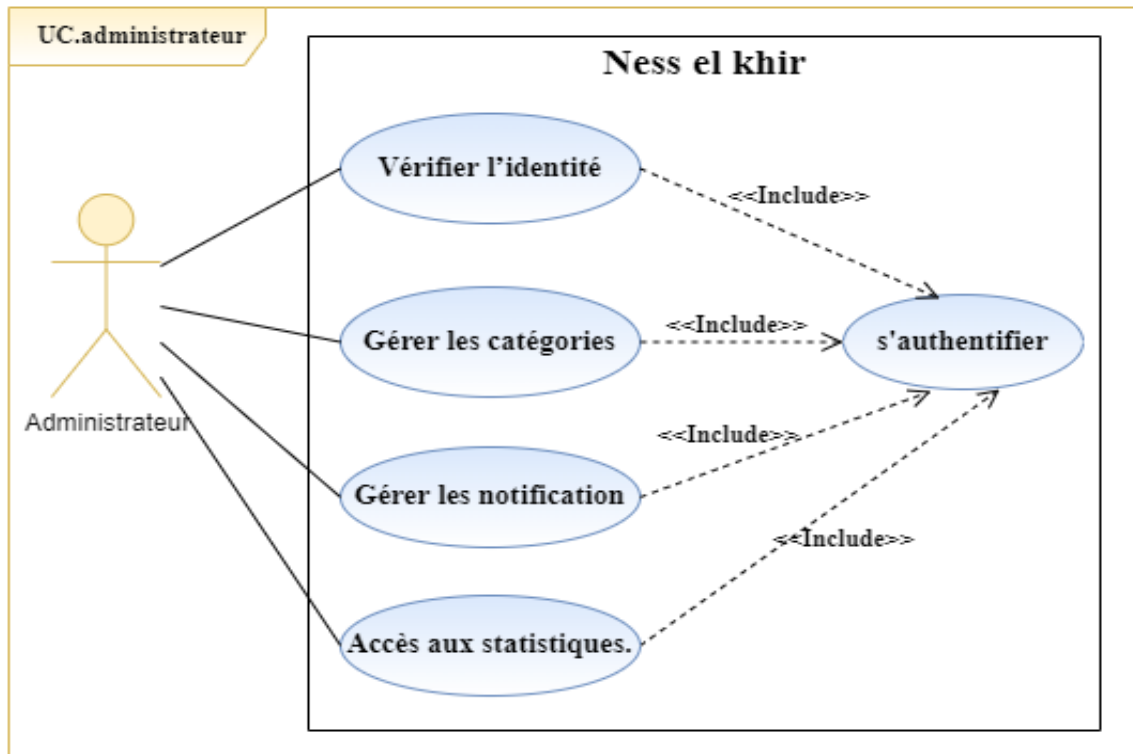 UC.administrateur
Ness el khir
Vérifier l’identité
<<Include>>
Gérer les catégories
<<Include>>
s'authentifier
Administrateur
<<Include>>
Gérer les notification
<<Include>>
Accès aux statistiques.